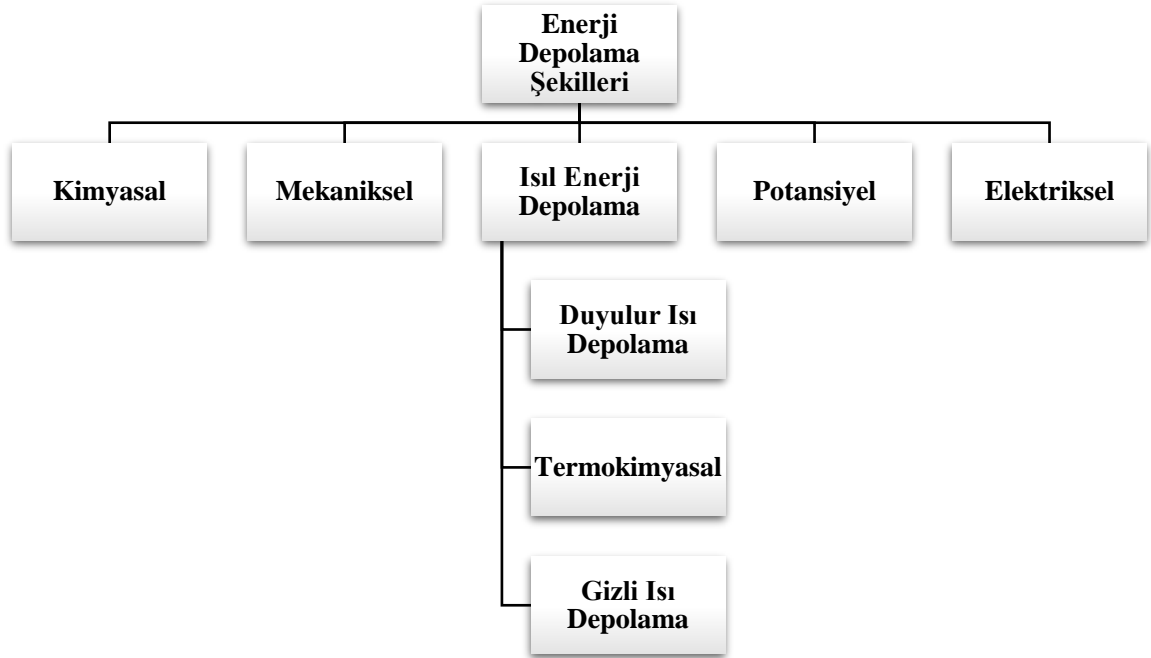 Enerji
Depolama
Şekilleri
Kimyasal
Mekaniksel
Isıl Enerji
Depolama
Potansiyel
Elektriksel
Duyulur Isı
Depolama
Termokimyasal
Gizli Isı
Depolama